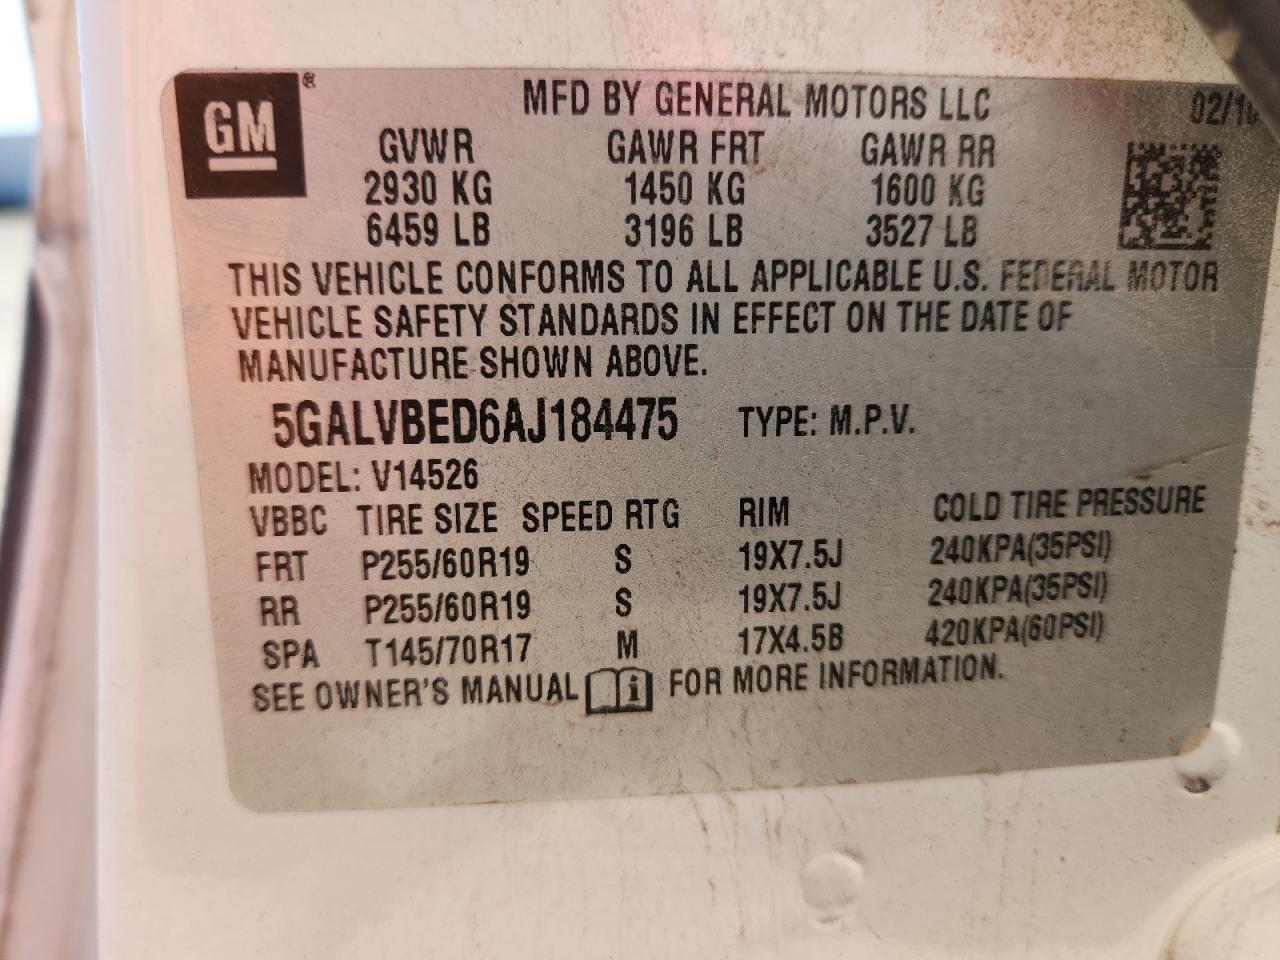 GM®
MFD BY GENERAL MOTORS LLC 02/10
GVWR GAWR FRT GAWR RR
2930 KG 1450 KG 1600 KG
6459 LB 3196 LB 3527 LB
THIS VEHICLE CONFORMS TO ALL APPLICABLE U.S. FEDERAL MOTOR
VEHICLE SAFETY STANDARDS IN EFFECT ON THE DATE OF
MANUFACTURE SHOWN ABOVE.
5GALVBED6AJ184475 TYPE: M.P.V.
MODEL: V14526
VBBC TIRE SIZE SPEED RTG RIM COLD TIRE PRESSURE
FRT P255/60R19 S 19X7.5J 240KPA(35PSI)
RR P255/60R19 S 19X7.5J 240KPA(35PSI)
SPA T145/70R17 M 17X4.5B 420KPA(60PSI)
SEE OWNER'S MANUAL i FOR MORE INFORMATION.